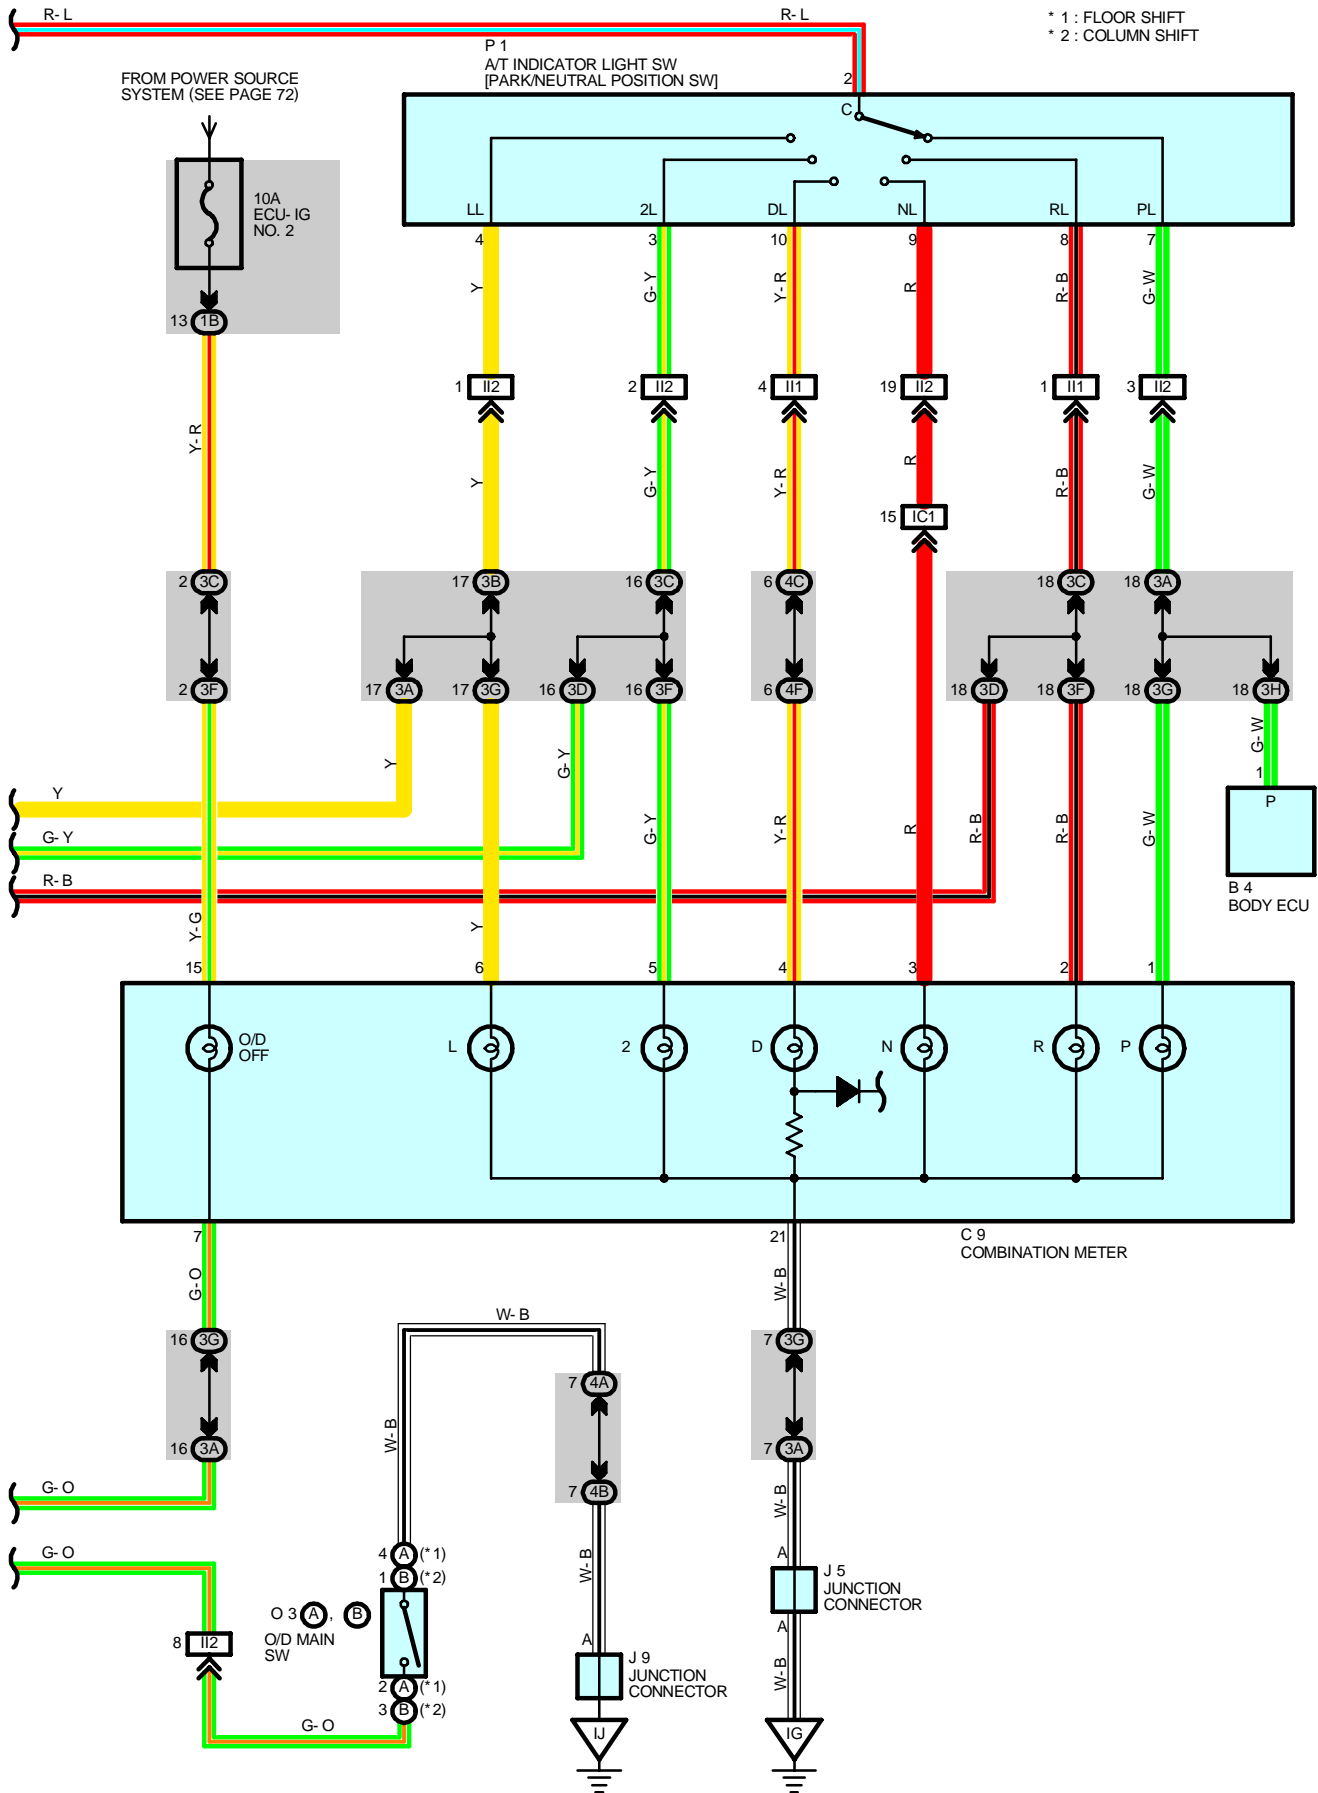 R-L
R-L
* 1 : FLOOR SHIFT
* 2 : COLUMN SHIFT
P 1
A/T INDICATOR LIGHT SW
[PARK/NEUTRAL POSITION SW]
2
FROM POWER SOURCE
SYSTEM (SEE PAGE 72)
C
10A
ECU-IG
NO. 2
LL 2L DL NL RL PL
4 3 10 9 8 7
Y G-Y Y-R R R-B G-W
13 1B
1 II2 2 II2 4 II1 19 II2 1 II1 3 II2
Y-R
Y G-Y Y-R R R-B G-W
15 IC1
2 3C 17 3B 16 3C 6 4C 18 3C 18 3A
2 3F 17 3A 17 3G 16 3D 16 3F 6 4F 18 3D 18 3F 18 3G 18 3H
Y G-Y G-W
1
P
B 4
BODY ECU
Y
G-Y
R-B
Y-G Y G-Y Y-R R R-B R-B G-W
15 6 5 4 3 2 1
O/D
OFF
L 2 D N R P
7 21
C 9
COMBINATION METER
G-O W-B
W-B
16 3G 7 3G
7 4A
W-B
16 3A 7 3A
G-O
7 4B
W-B
G-O
4 A (*1)
1 B (*2)
W-B
A
J 5
JUNCTION
CONNECTOR
A
O 3 A, B
O/D MAIN
SW
8 II2
A
J 9
JUNCTION
CONNECTOR
W-B
2 A (*1)
3 B (*2)
G-O
IJ IG